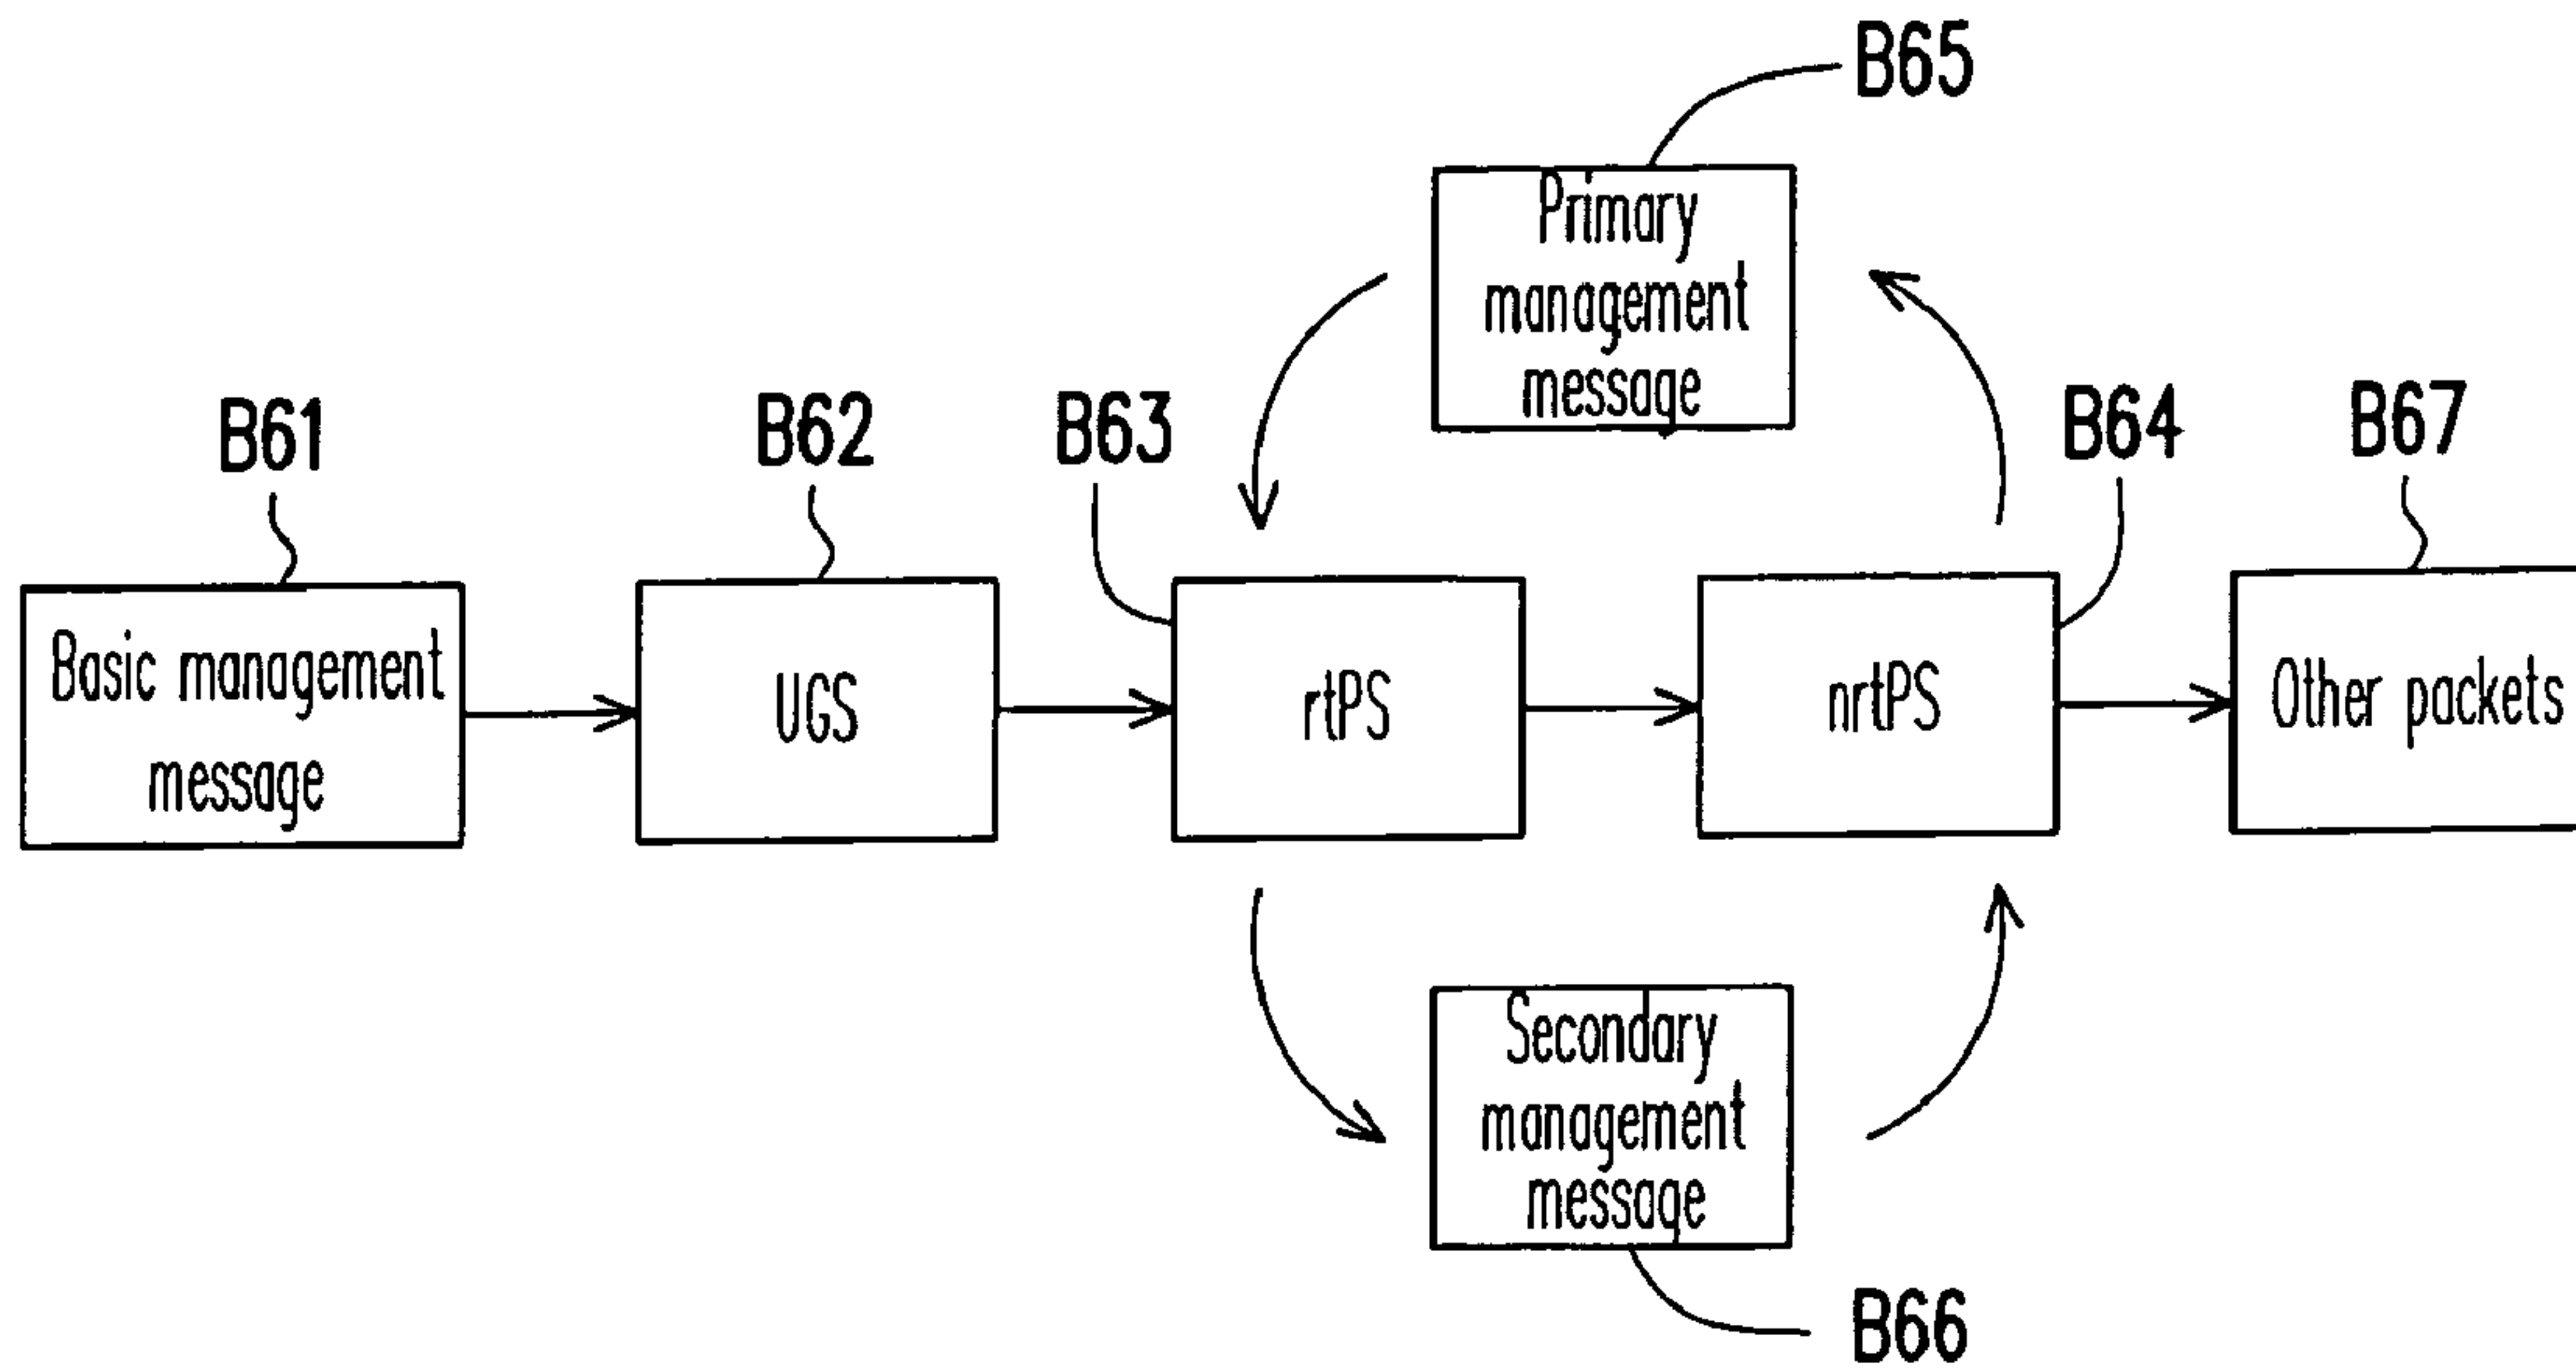 B65
Primary
management
message
B61
B62
B63
B64
B67
Basic management
message
UGS
rtPS
nrtPS
Other packets
Secondary
management
message
B66